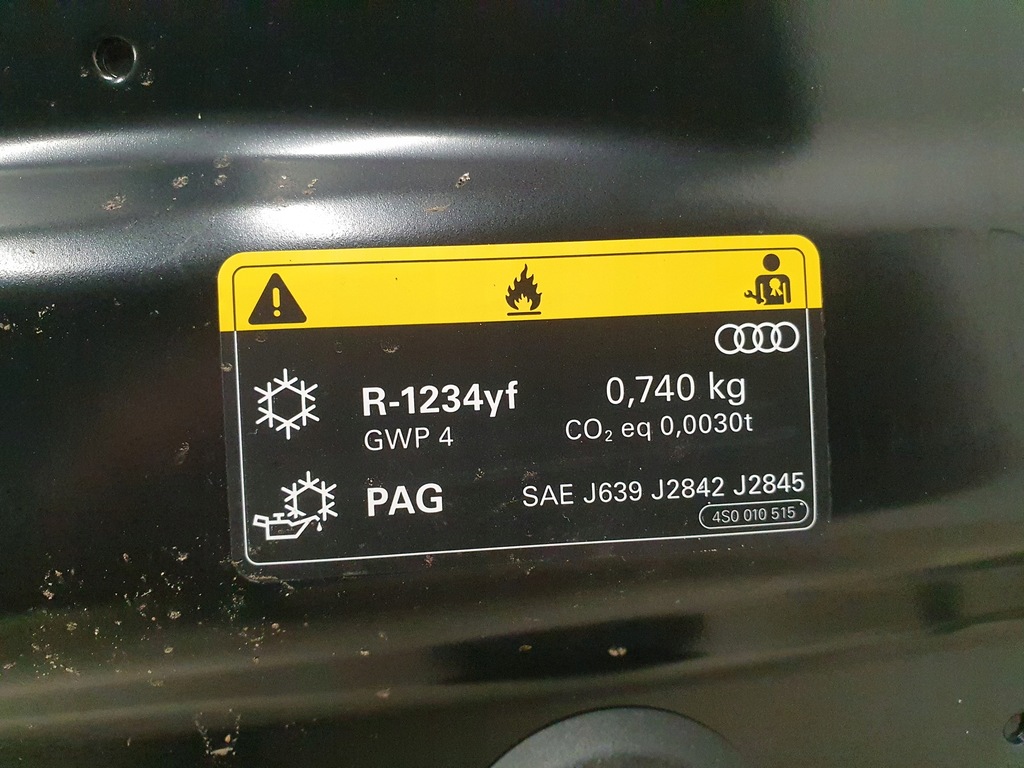 R-1234yf 0,740 kg
GWP 4 CO₂ eq 0,0030t
PAG SAE J639 J2842 J2845
4S0 010 515